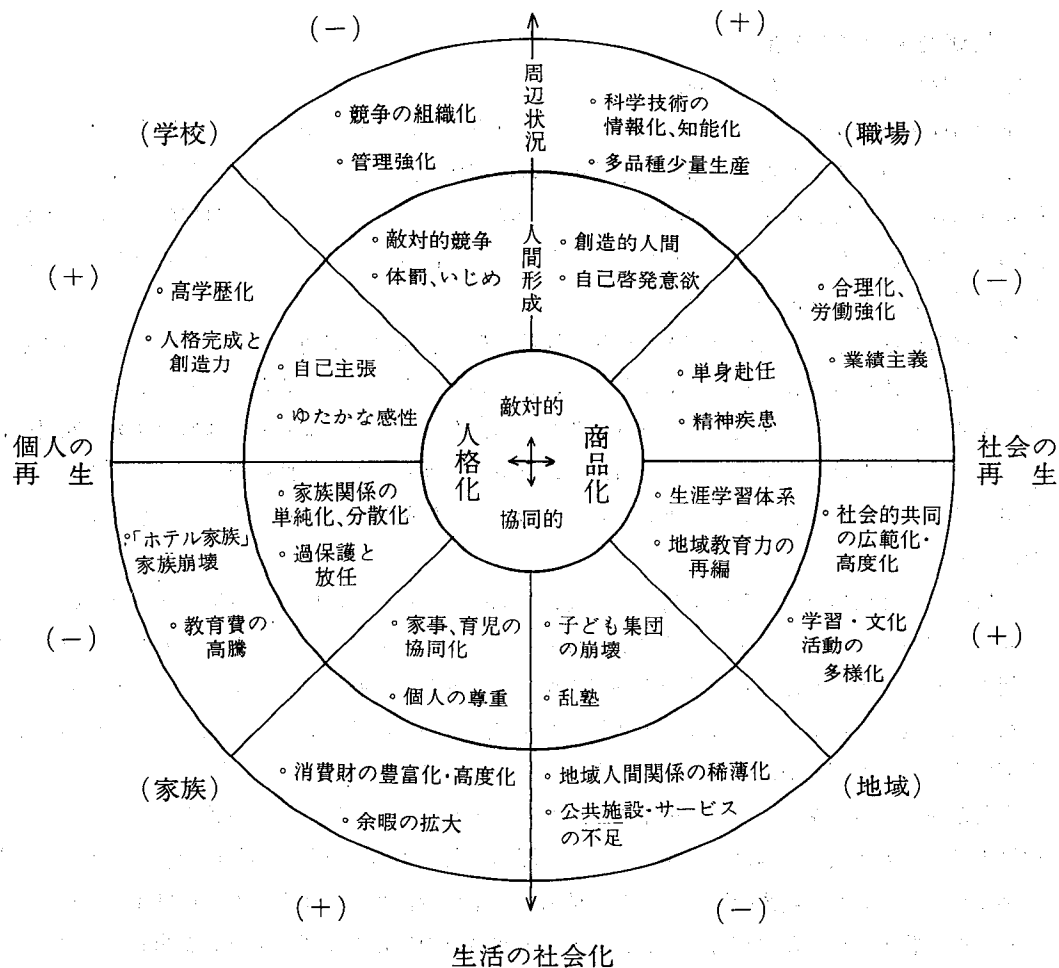 (-)
(+)
周辺状況
(学校)
(職場)
。競争の組織化
。管理強化
。科学技術の
情報化、知能化
。多品種少量生産
人間形成
。敵対的競争
。体罰、いじめ
。創造的人間
。自己啓発意欲
(+)
(-)
。高学歴化
。人格完成と
創造力
。自己主張
。ゆたかな感性
。単身赴任
。精神疾患
。合理化、
労働強化
。業績主義
敵対的
人格化
商品化
協同的
個人の
再生
社会の
再生
。「ホテル家族」
家族崩壊
。教育費の
高騰
。家族関係の
単純化、分散化
。過保護と
放任
。生涯学習体系
。地域教育力の
再編
。社会的共同
の広範化・
高度化
。学習・文化
活動の
多様化
(-)
(+)
。家事、育児の
協同化
。個人の尊重
。子ども集団
の崩壊
。乱塾
(家族)
(地域)
。消費財の豊富化・高度化
。余暇の拡大
。地域人間関係の稀薄化
。公共施設・サービス
の不足
(+)
(-)
生活の社会化